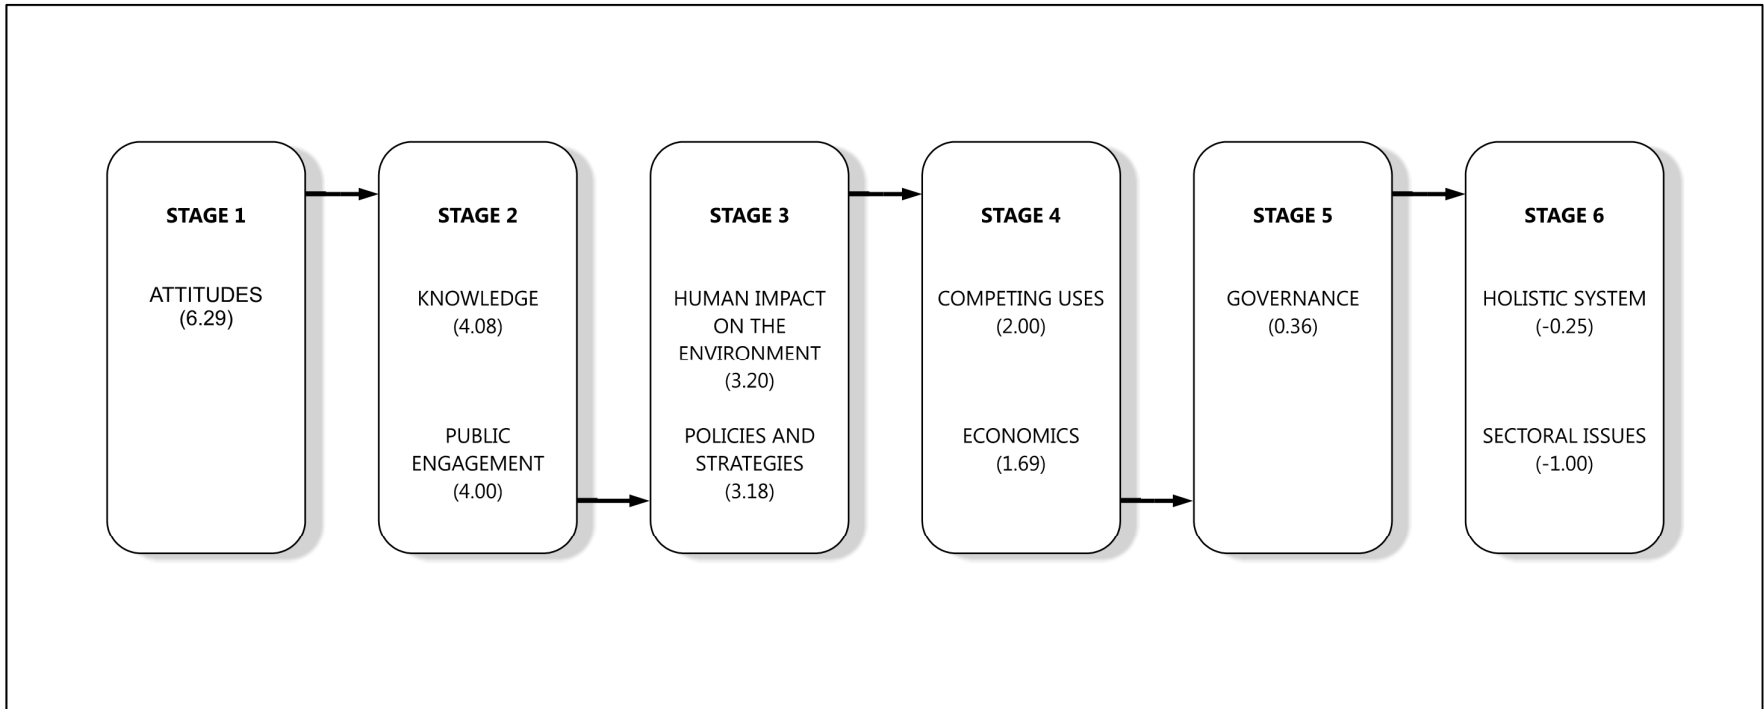 STAGE 1
ATTITUDES
(6.29)
STAGE 2
KNOWLEDGE
(4.08)
PUBLIC
ENGAGEMENT
(4.00)
STAGE 3
HUMAN IMPACT
ON THE
ENVIRONMENT
(3.20)
POLICIES AND
STRATEGIES
(3.18)
STAGE 4
COMPETING USES
(2.00)
ECONOMICS
(1.69)
STAGE 5
GOVERNANCE
(0.36)
STAGE 6
HOLISTIC SYSTEM
(-0.25)
SECTORAL ISSUES
(-1.00)